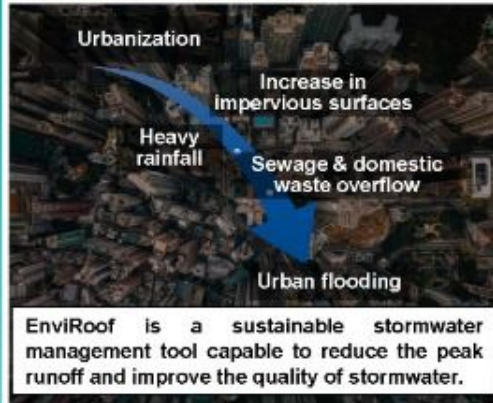 Urbanization
Increase in
impervious surfaces
Heavy
rainfall
Sewage & domestic
waste overflow
Urban flooding
EnviRoof is a sustainable stormwater
management tool capable to reduce the peak
runoff and improve the quality of stormwater.